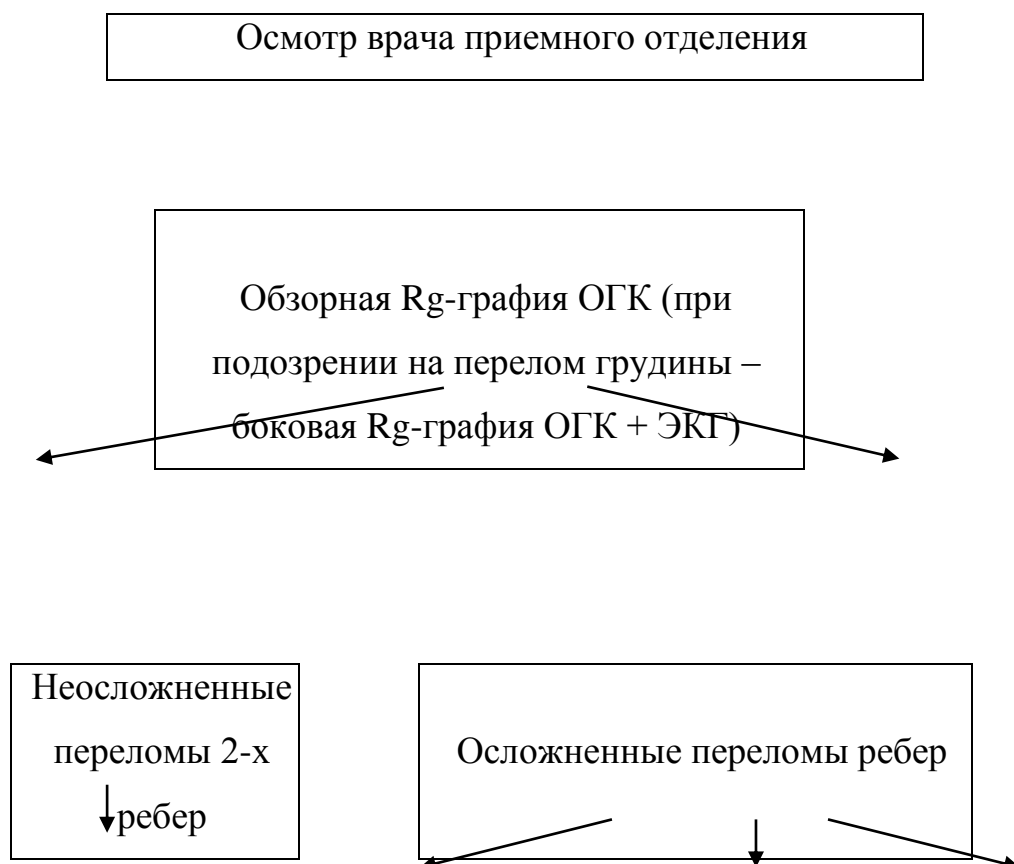 Осмотр врача приемного отделения
Обзорная Rg-графия ОГК (при
подозрении на перелом грудины –
боковая Rg-графия ОГК + ЭКГ)
Неосложненные
переломы 2-х
ребер
Осложненные переломы ребер